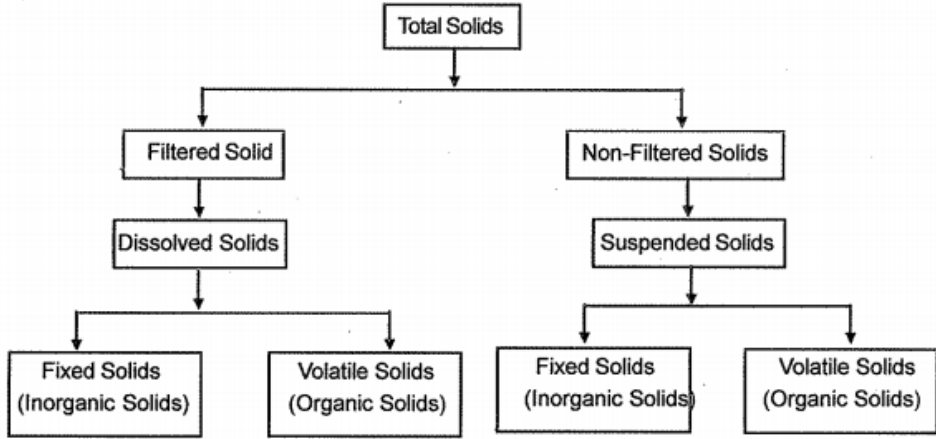 Total Solids
Filtered Solid
Non-Filtered Solids
Dissolved Solids
Suspended Solids
Fixed Solids
(Inorganic Solids)
Volatile Solids
(Organic Solids)
Fixed Solids
(Inorganic Solids)
Volatile Solids
(Organic Solids)